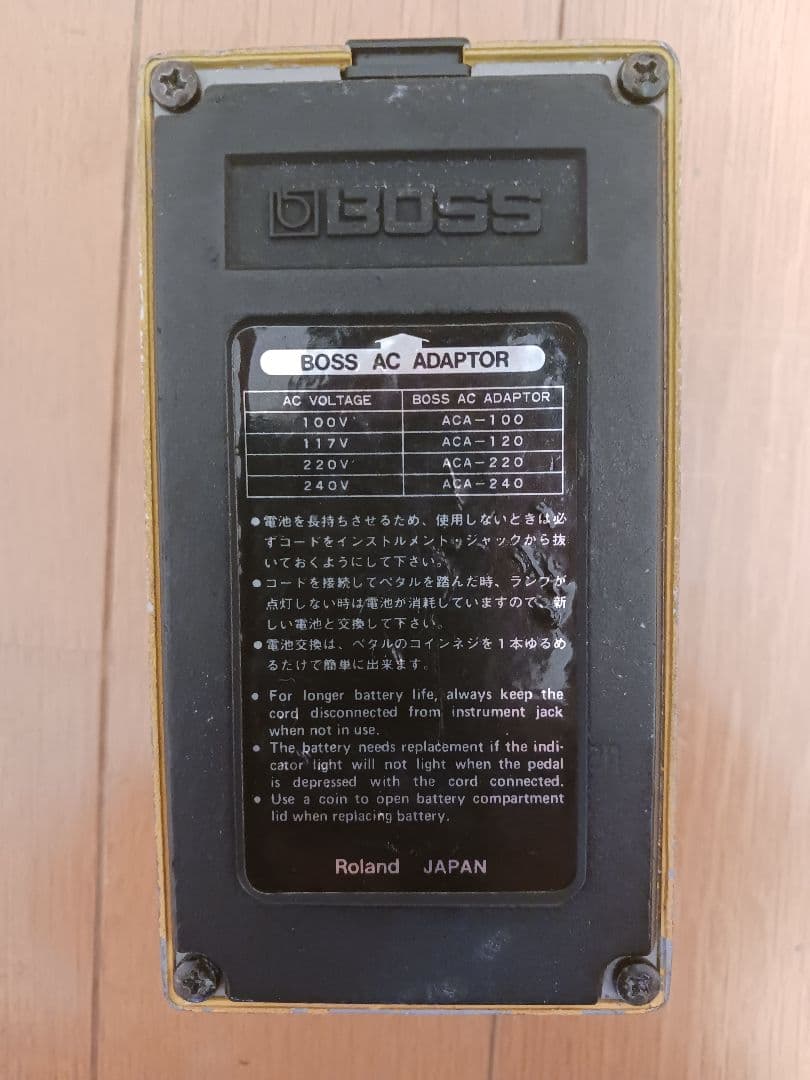 BOSS
BOSS AC ADAPTOR
AC VOLTAGE BOSS AC ADAPTOR
100V ACA-100
117V ACA-120
220V ACA-220
240V ACA-240
●電池を長持ちさせるため、使用しないときは必
ずコードをインストルメント・ジャックから抜
いておくようにして下さい。
●コードを接続してペタルを踏んだ時、ランプが
点灯しない時は電池が消耗していますので、新
しい電池と交換して下さい。
●電池交換は、ペタルのコインネジを1本ゆるめ
るだけで簡単に出来ます。
● For longer battery life, always keep the
cord disconnected from instrument jack
when not in use.
● The battery needs replacement if the indi-
cator light will not light when the pedal
is depressed with the cord connected.
● Use a coin to open battery compartment
lid when replacing battery.
Roland JAPAN